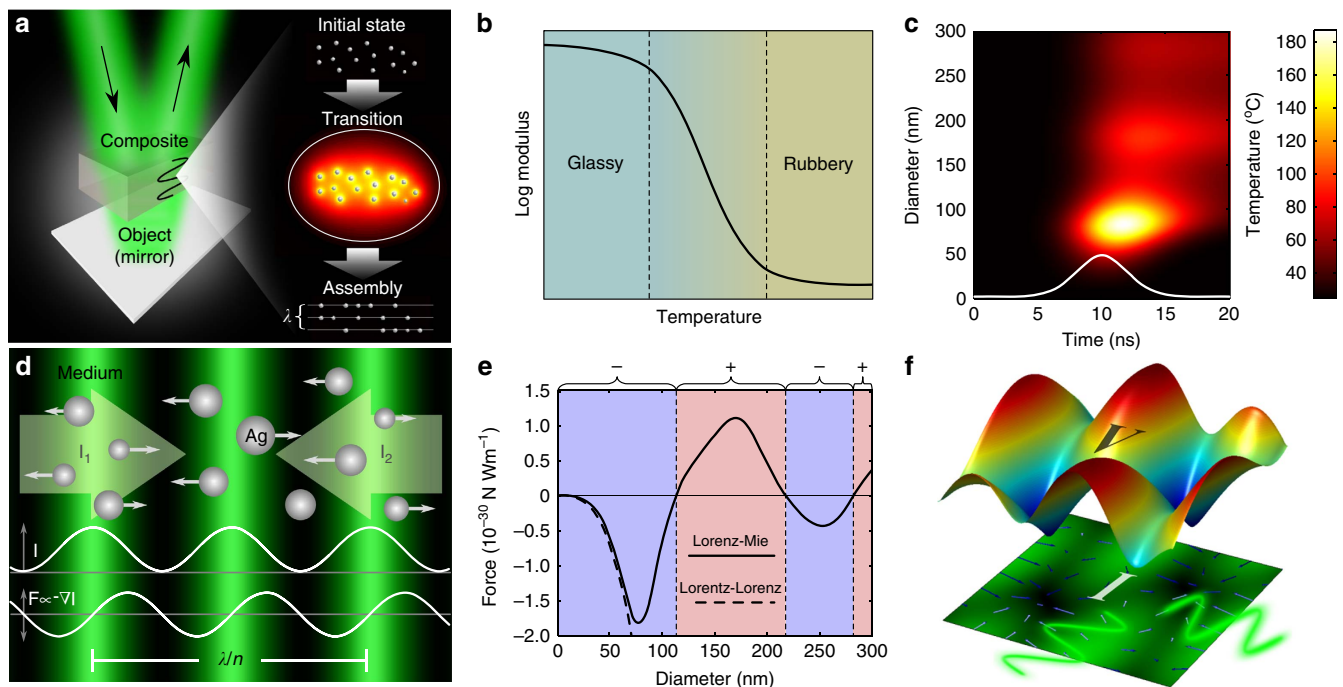 a
Initial state
Composite
Transition
Object
(mirror)
Assembly
λ
b
Log modulus
Glassy
Rubbery
Temperature
c
Diameter (nm)
300
250
200
150
100
50
0
0
5
10
15
20
Time (ns)
Temperature (°C)
180
160
140
120
100
80
60
40
d
Medium
Ag
I₁
I₂
I
F∝-∇I
λ/n
e
− + − +
Force (10⁻³⁰ N Wm⁻¹)
1.5
1.0
0.5
0
−0.5
−1.0
−1.5
−2.0
Lorenz-Mie
Lorentz-Lorenz
0 50 100 150 200 250 300
Diameter (nm)
f
V
I